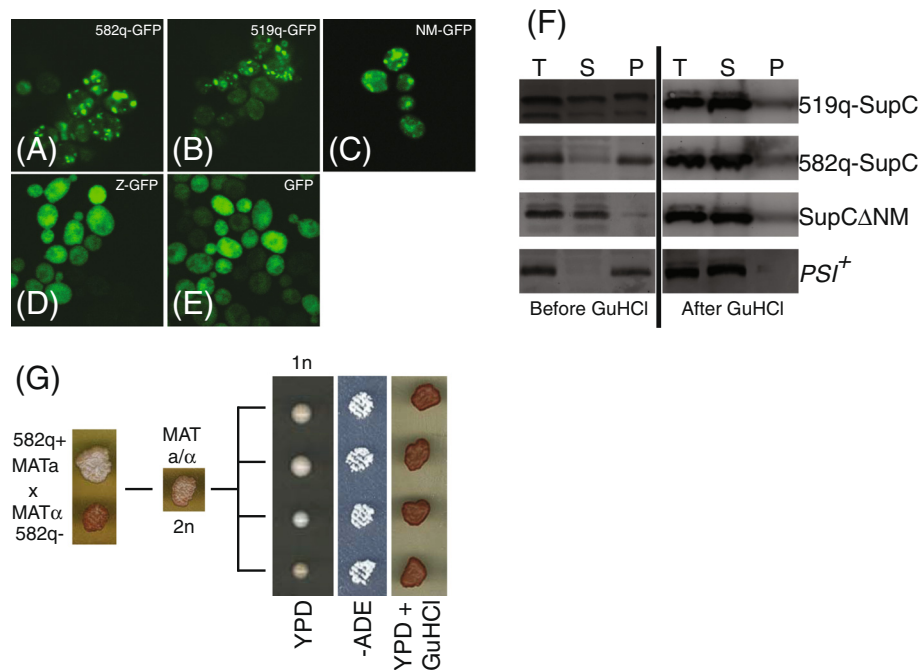 582q-GFP
519q-GFP
NM-GFP
(A)
(B)
(C)
Z-GFP
GFP
(D)
(E)
(F)
T S P
T S P
519q-SupC
582q-SupC
SupCΔNM
PSI+
Before GuHCl
After GuHCl
(G)
1n
582q+
MATa
x
MATα
582q-
MAT
a/α
2n
YPD
-ADE
YPD +
GuHCl